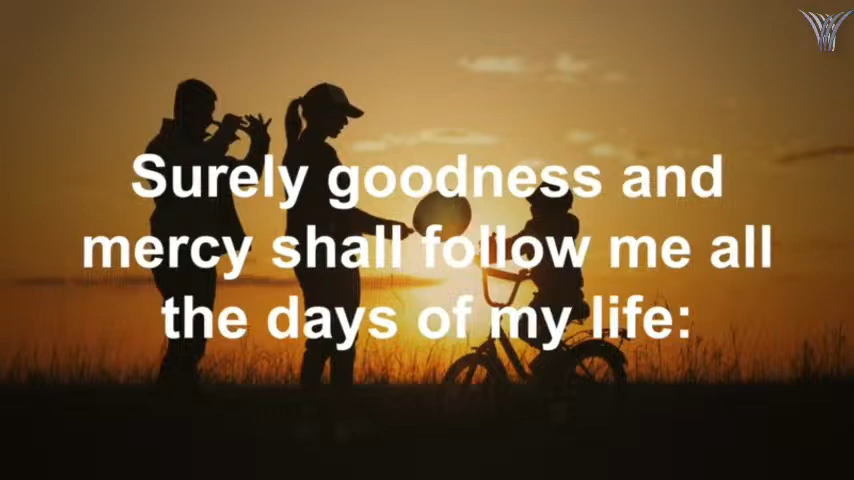 Surely goodness and
mercy shall follow me all
the days of my life: